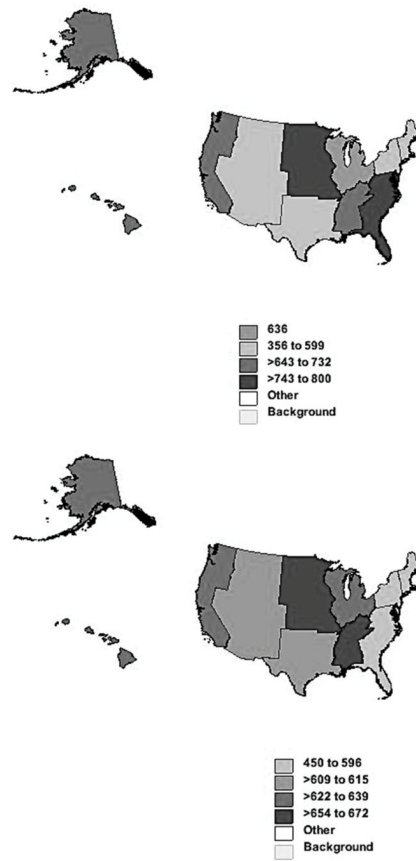 636
356 to 599
>643 to 732
>743 to 800
Other
Background
450 to 596
>609 to 615
>622 to 639
>654 to 672
Other
Background